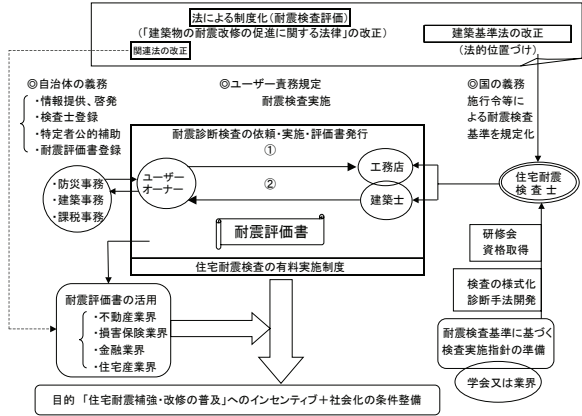 法による制度化(耐震検査評価)
(「建築物の耐震改修の促進に関する法律」の改正)
関連法の改正
建築基準法の改正
(法的位置づけ)
◎自治体の義務
・情報提供、啓発
・検査士登録
・特定者公的補助
・耐震評価書登録
◎ユーザー責務規定
耐震検査実施
◎国の義務
施行令等に
よる耐震検査
基準を規定化
耐震診断検査の依頼・実施・評価書発行
①
②
ユーザー
オーナー
工務店
建築士
耐震評価書
住宅耐震検査の有料実施制度
・防災事務
・建築事務
・課税事務
住宅耐震
検査士
研修会
資格取得
検査の様式化
診断手法開発
耐震検査基準に基づく
検査実施指針の準備
学会又は業界
耐震評価書の活用
・不動産業界
・損害保険業界
・金融業界
・住宅産業界
目的 「住宅耐震補強・改修の普及」へのインセンティブ+社会化の条件整備